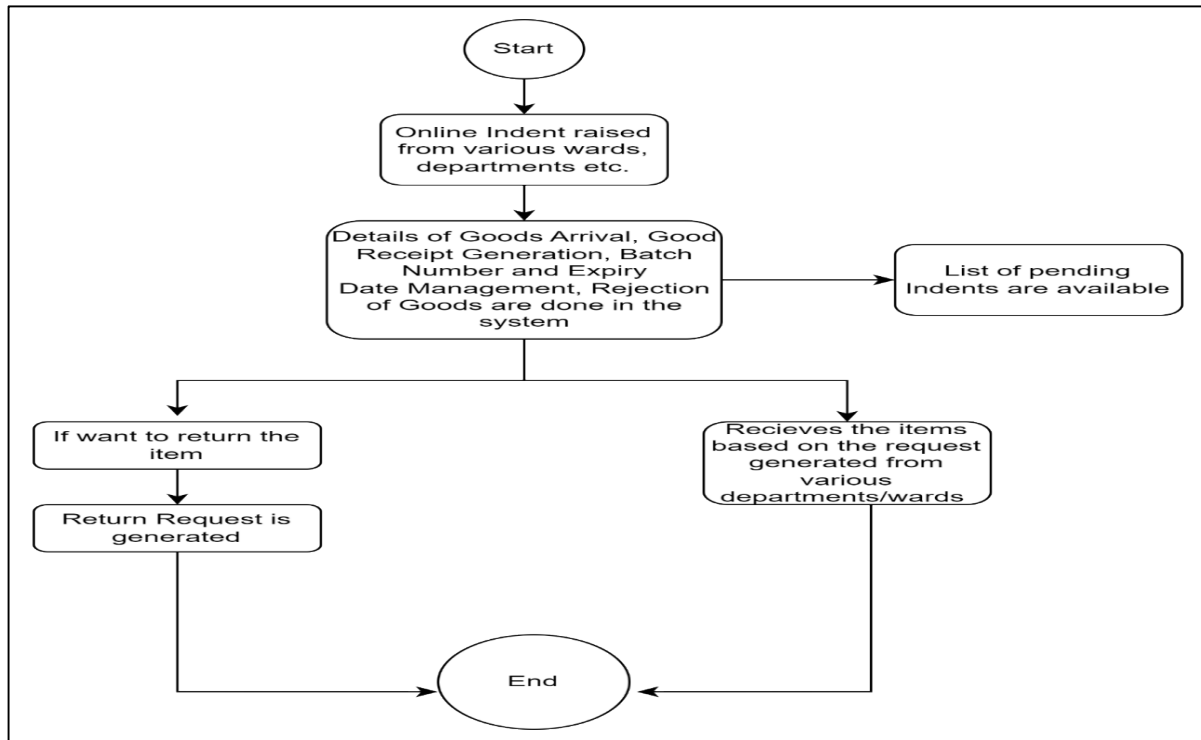 Start
Online Indent raised
from various wards,
departments etc.
Details of Goods Arrival, Good
Receipt Generation, Batch
Number and Expiry
Date Management, Rejection
of Goods are done in the
system
List of pending
Indents are available
If want to return the
item
Recieves the items
based on the request
generated from
various
departments/wards
Return Request is
generated
End